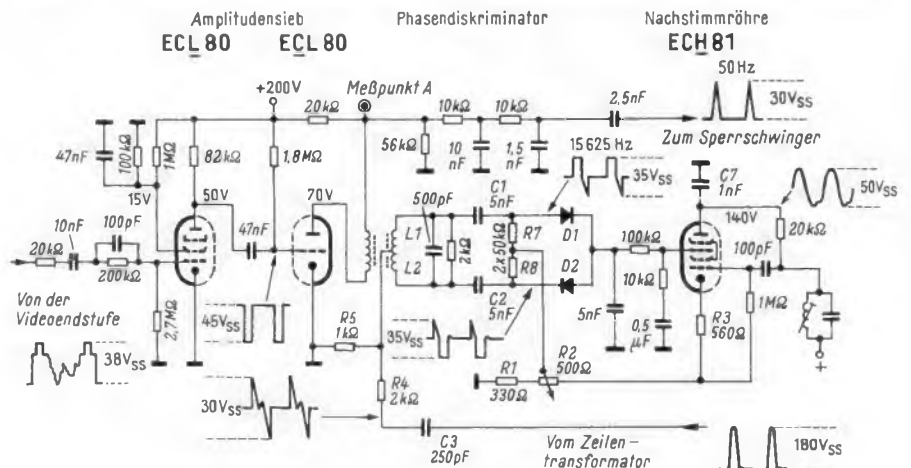 Amplitudensieb
Phasendiskriminator
Nachstimmröhre
ECL 80
ECL 80
ECH 81
50 Hz
30Vss
+200V
Meßpunkt A
20kΩ
10kΩ
10kΩ
2,5nF
Zum Sperrschwinger
47nF
100kΩ
1MΩ
82kΩ
1,8MΩ
56kΩ
10 nF
1,5 nF
15 625 Hz
35Vss
C7
1nF
50Vss
15V
50V
70V
140V
10nF
100pF
47nF
500pF
C1
5nF
20kΩ
20kΩ
200kΩ
L1
L2
2kΩ
R7
2x50kΩ
R8
D1
D2
100kΩ
10kΩ
100pF
Von der
Videoendstufe
2,7MΩ
45Vss
C2
5nF
5nF
0,5
µF
R3
560Ω
1MΩ
38Vss
R5
1kΩ
35Vss
R1
330Ω
R2
500Ω
+
30Vss
R4
2kΩ
C3
250pF
Vom Zeilen-
transformator
180Vss